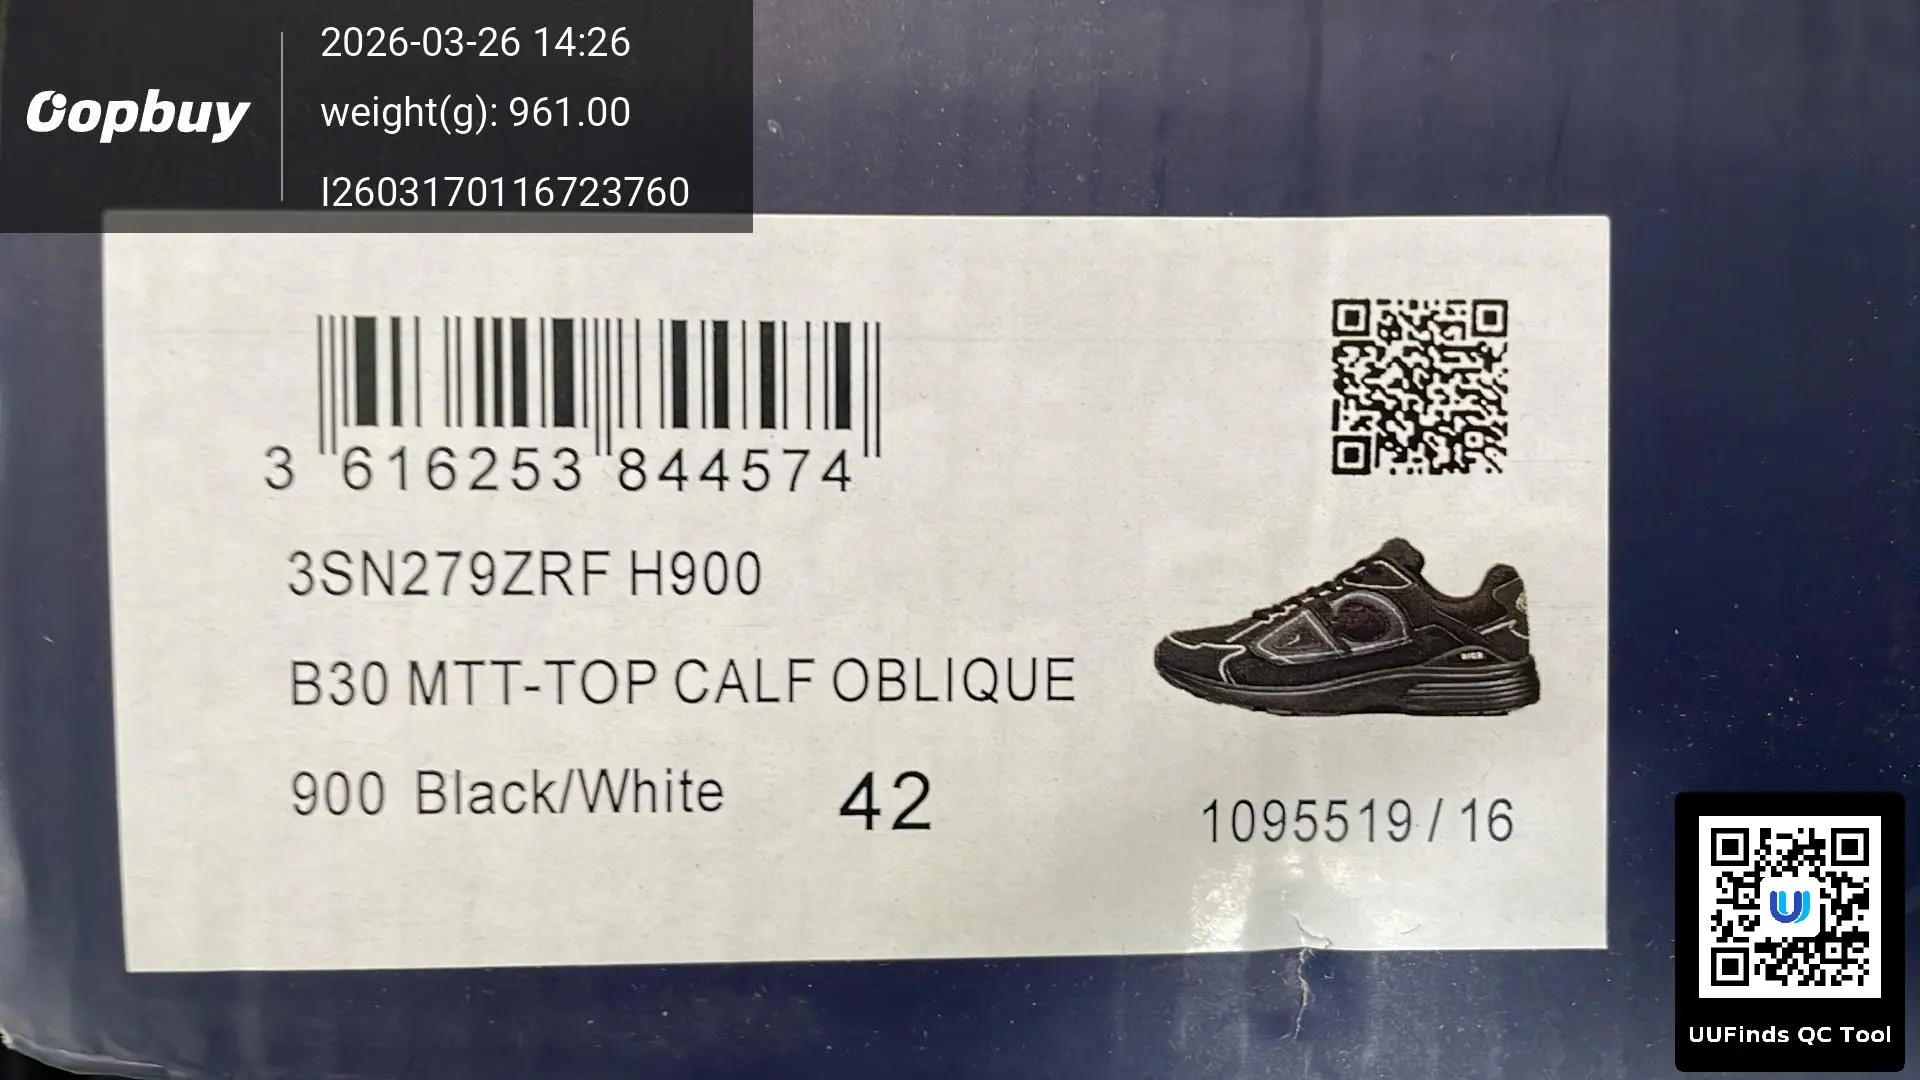 Oopbuy
2026-03-26 14:26
weight(g): 961.00
I2603170116723760
3 616253 844574
3SN279ZRF H900
B30 MTT-TOP CALF OBLIQUE
900 Black/White 42
DIOR
1095519 / 16
U
UUFinds QC Tool